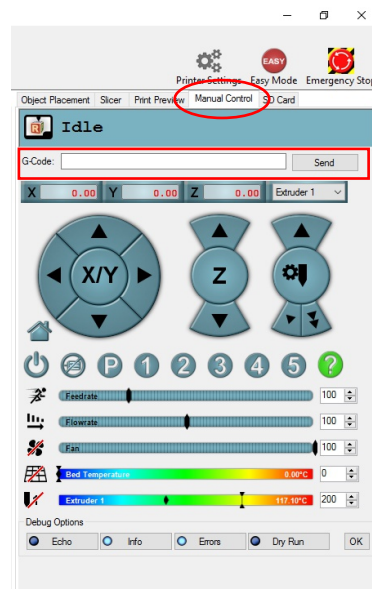 EASY
Printer Settings Easy Mode Emergency Stop
Object Placement Slicer Print Preview Manual Control SD Card
R Idle
G-Code: Send
X 0.00 Y 0.00 Z 0.00 Extruder 1
X/Y Z
P 1 2 3 4 5 ?
Feedrate 100
Flowrate 100
Fan 100
Bed Temperature 0.00°C 0
Extruder 1 117.10°C 200
Debug Options
Echo Info Errors Dry Run OK